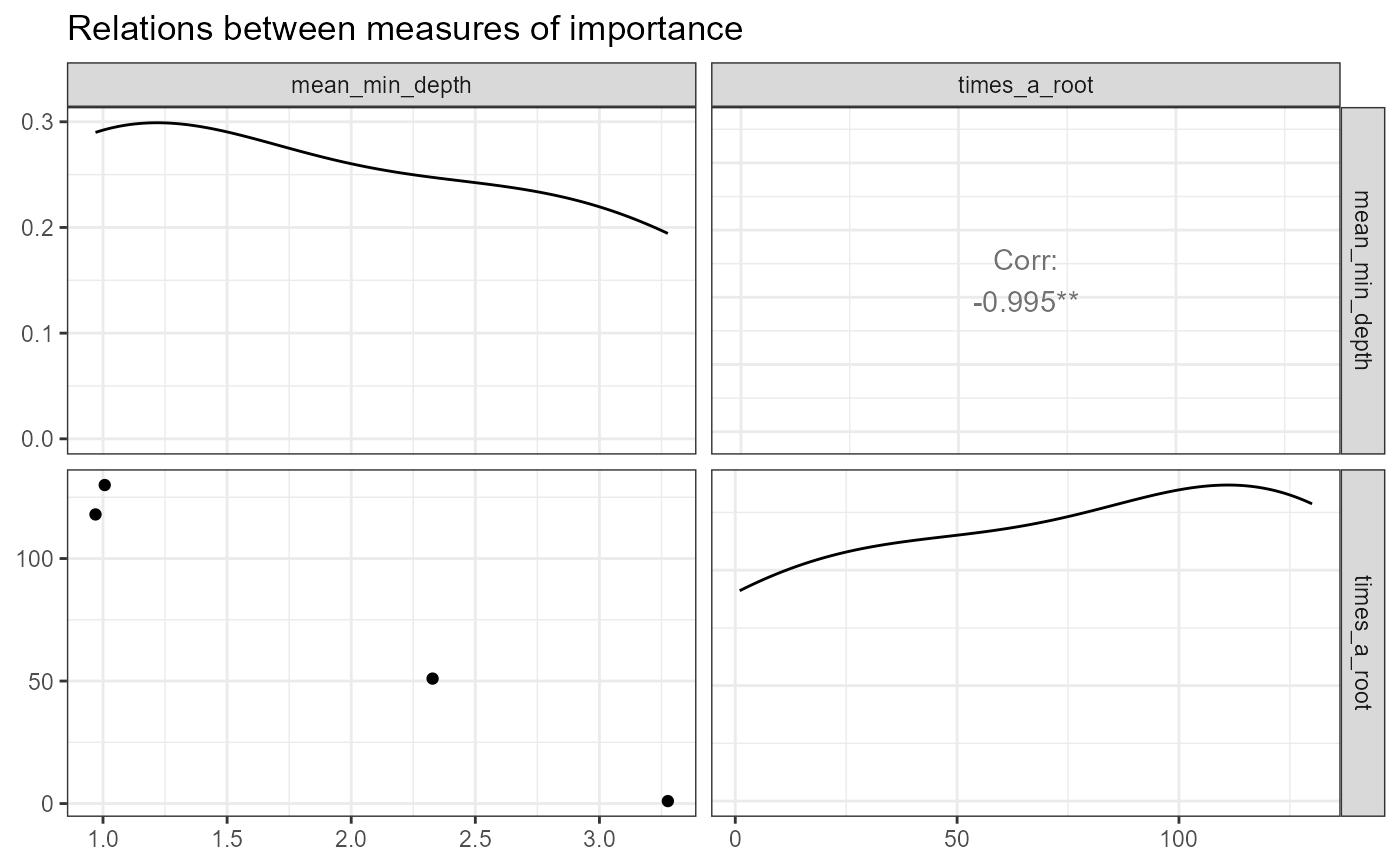 Relations between measures of importance
mean_min_depth
times_a_root
0.3
0.2
0.1
0.0
Corr:
-0.995**
mean_min_depth
100
50
0
times_a_root
1.0 1.5 2.0 2.5 3.0
0 50 100